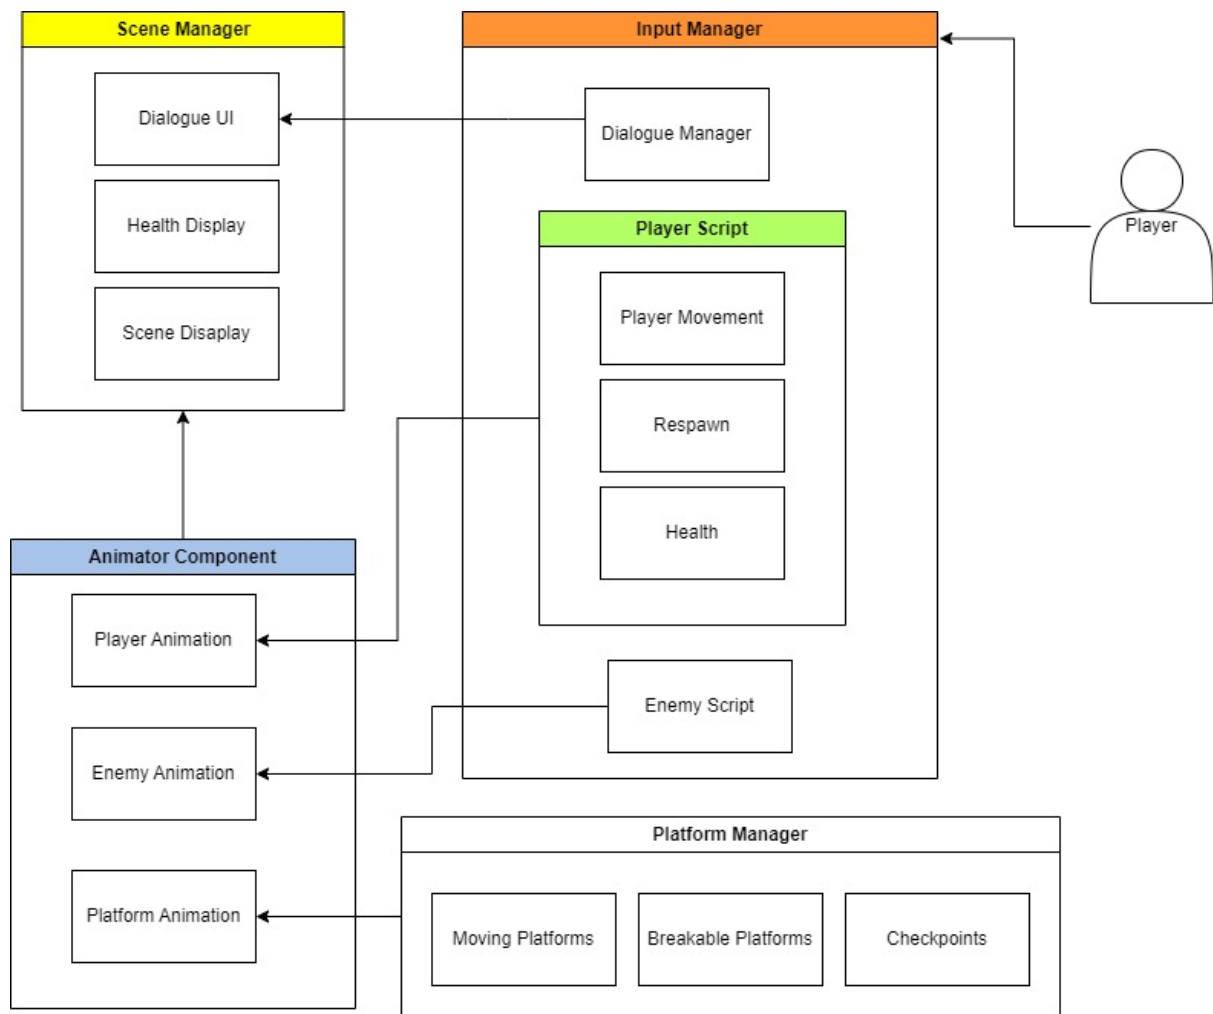 Scene Manager
Dialogue UI
Health Display
Scene Disaplay
Input Manager
Dialogue Manager
Player Script
Player Movement
Respawn
Health
Enemy Script
Player
Animator Component
Player Animation
Enemy Animation
Platform Animation
Platform Manager
Moving Platforms
Breakable Platforms
Checkpoints